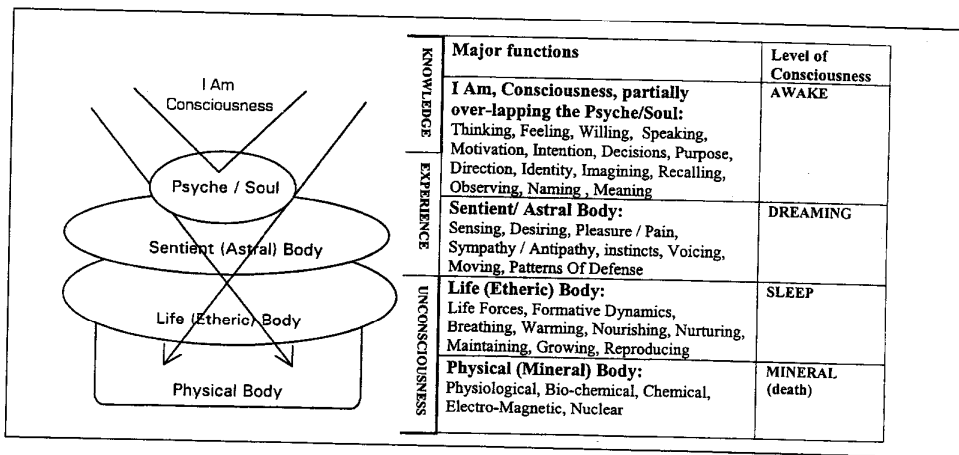 I Am
Consciousness
Psyche / Soul
Sentient (Astral) Body
Life (Etheric) Body
Physical Body
KNOWLEDGE
EXPERIENCE
UNCONSCIOUSNESS
Major functions
Level of
Consciousness
I Am, Consciousness, partially
over-lapping the Psyche/Soul:
Thinking, Feeling, Willing, Speaking,
Motivation, Intention, Decisions, Purpose,
Direction, Identity, Imagining, Recalling,
Observing, Naming , Meaning
AWAKE
Sentient/ Astral Body:
Sensing, Desiring, Pleasure / Pain,
Sympathy / Antipathy, instincts, Voicing,
Moving, Patterns Of Defense
DREAMING
Life (Etheric) Body:
Life Forces, Formative Dynamics,
Breathing, Warming, Nourishing, Nurturing,
Maintaining, Growing, Reproducing
SLEEP
Physical (Mineral) Body:
Physiological, Bio-chemical, Chemical,
Electro-Magnetic, Nuclear
MINERAL
(death)